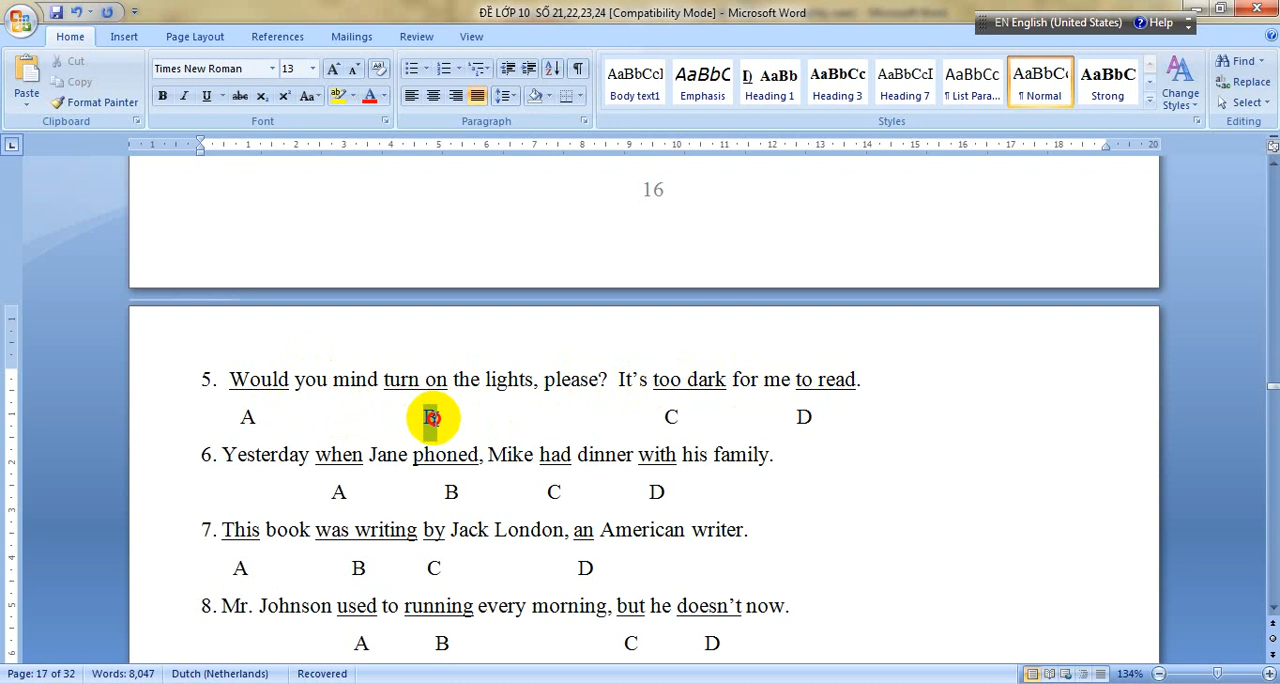 ĐỀ LỚP 10 SỐ 21,22,23,24 [Compatibility Mode] - Microsoft Word
EN English (United States) Help
Home Insert Page Layout References Mailings Review View
Paste
Cut
Copy
Format Painter
Clipboard
Times New Roman 13
Font
Paragraph
AaBbCcI AaBbC I) AaBb AaBbCc AaBbCcI AaBbCc AaBbCc AaBbC
Body text1 Emphasis Heading 1 Heading 3 Heading 7 ¶ List Para... ¶ Normal Strong
Change
Styles
Styles
Find
Replace
Select
Editing
16
5. Would you mind turn on the lights, please? It's too dark for me to read.
A B C D
6. Yesterday when Jane phoned, Mike had dinner with his family.
A B C D
7. This book was writing by Jack London, an American writer.
A B C D
8. Mr. Johnson used to running every morning, but he doesn't now.
A B C D
Page: 17 of 32 Words: 8,047 Dutch (Netherlands) Recovered 134%